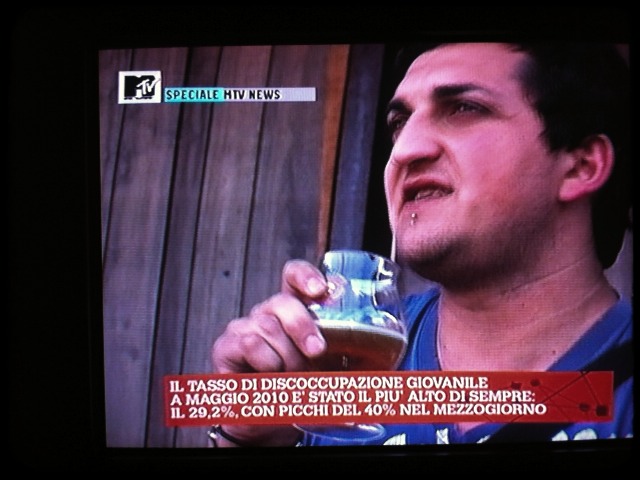 MTV
SPECIALE MTV NEWS
IL TASSO DI DISCOCCUPAZIONE GIOVANILE
A MAGGIO 2010 E' STATO IL PIU' ALTO DI SEMPRE:
IL 29,2%, CON PICCHI DEL 40% NEL MEZZOGIORNO